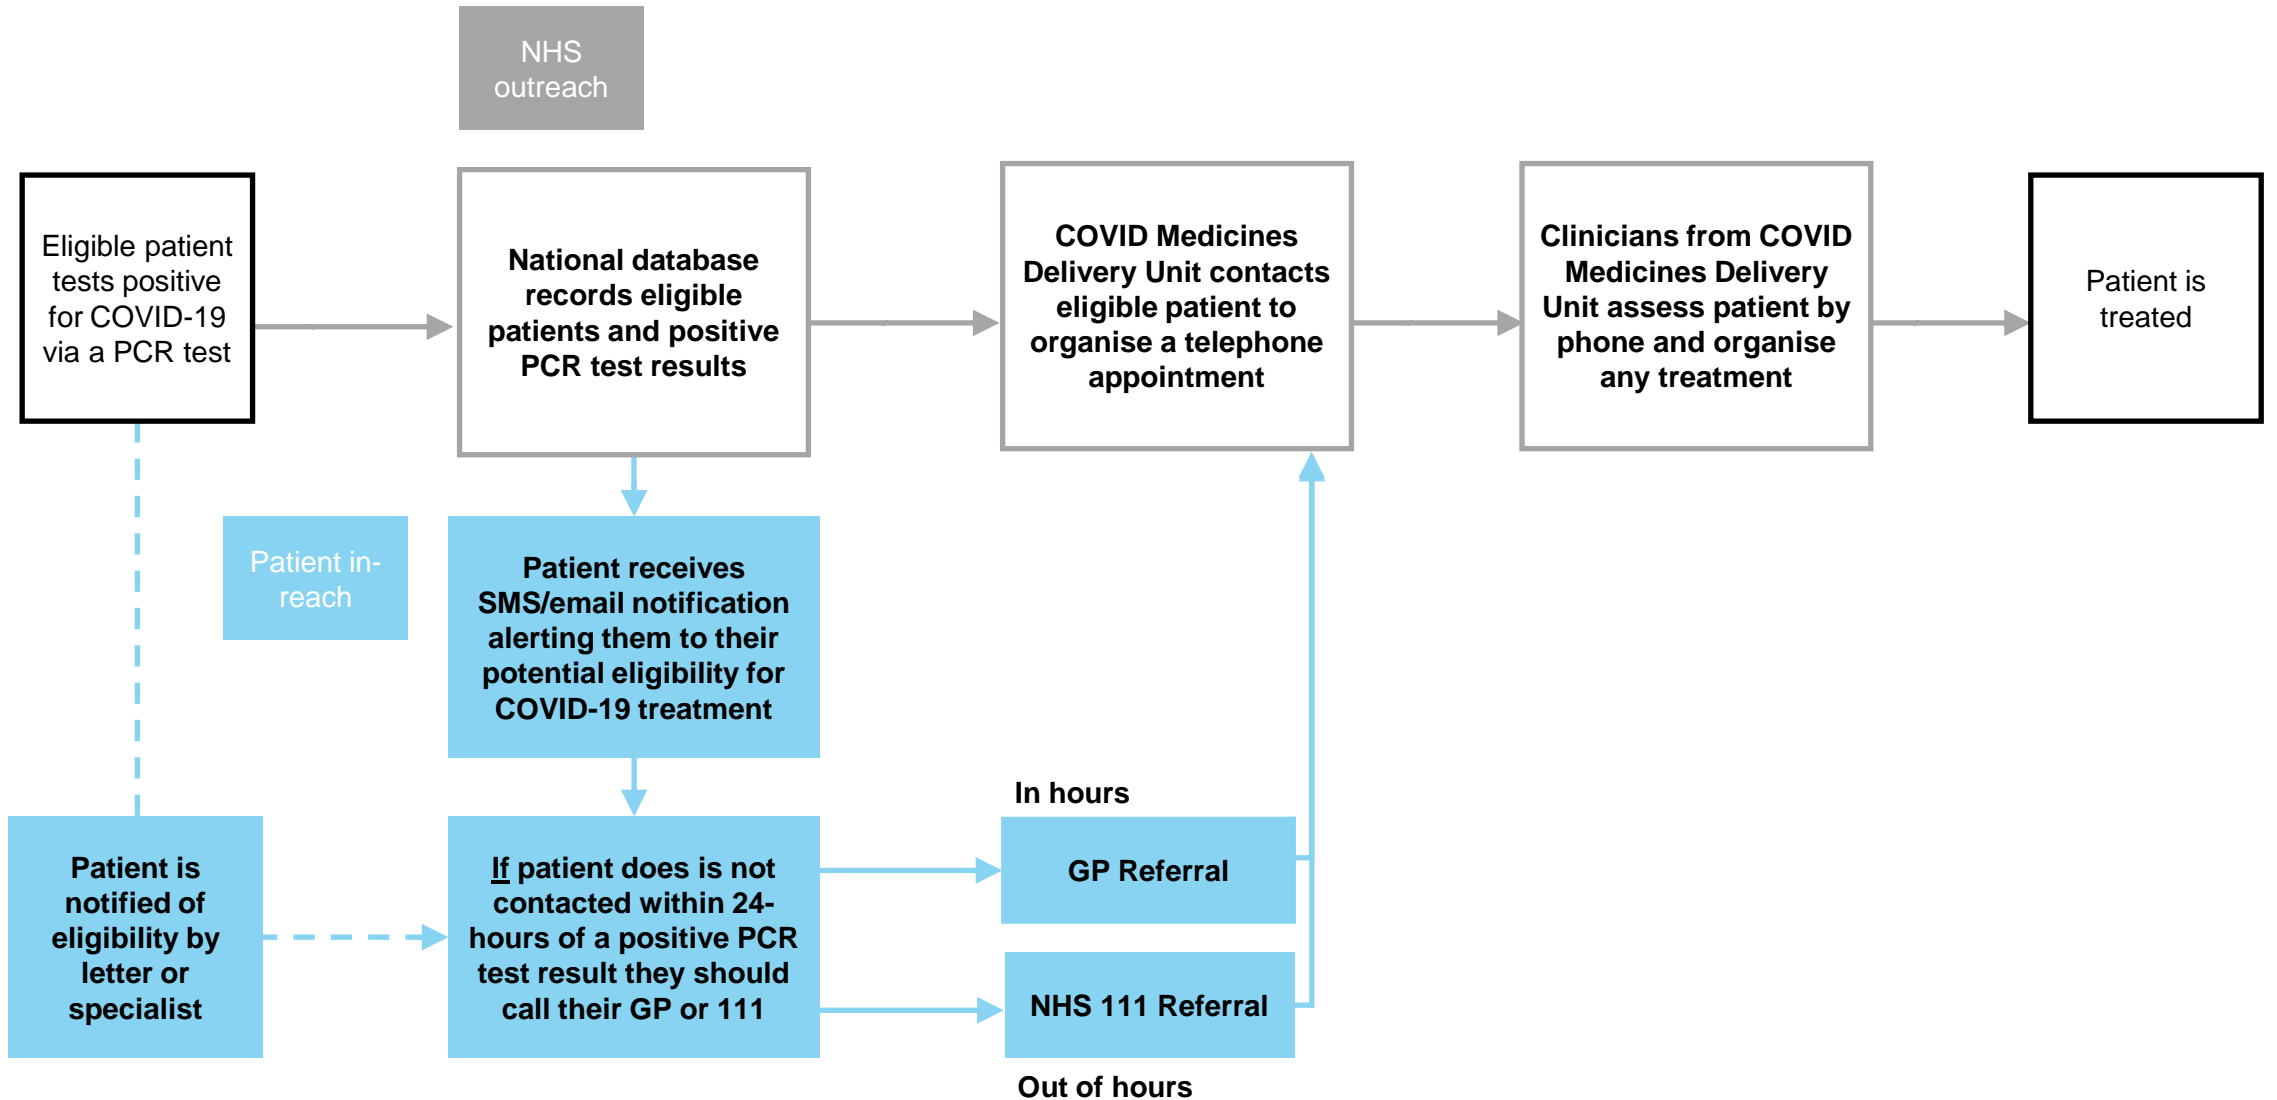 NHS
outreach
Eligible patient
tests positive
for COVID-19
via a PCR test
National database
records eligible
patients and positive
PCR test results
COVID Medicines
Delivery Unit contacts
eligible patient to
organise a telephone
appointment
Clinicians from COVID
Medicines Delivery
Unit assess patient by
phone and organise
any treatment
Patient is
treated
Patient in-
reach
Patient receives
SMS/email notification
alerting them to their
potential eligibility for
COVID-19 treatment
Patient is
notified of
eligibility by
letter or
specialist
If patient does is not
contacted within 24-
hours of a positive PCR
test result they should
call their GP or 111
In hours
GP Referral
NHS 111 Referral
Out of hours